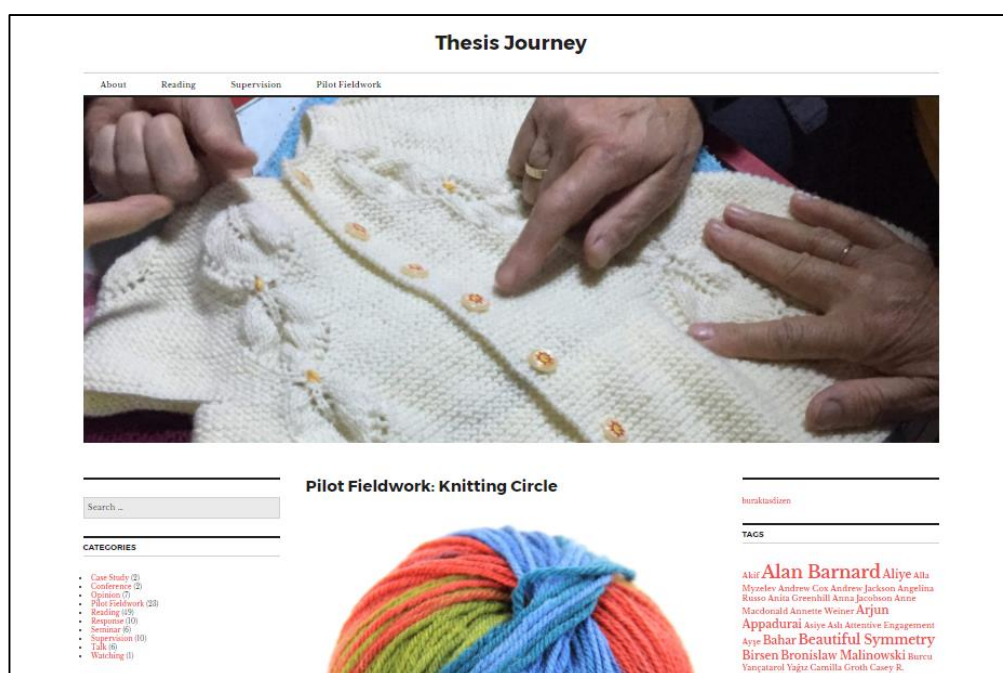 Thesis Journey
About Reading Supervision Pilot Fieldwork
Search ...
CATEGORIES
Case Study (2)
Conference (2)
Opinion (7)
Pilot Fieldwork (23)
Reading (49)
Response (10)
Seminar (6)
Supervision (10)
Talk (6)
Watching (1)
Pilot Fieldwork: Knitting Circle
buraktasdizen
TAGS
Akif Alan Barnard Aliye Alla
Myzelev Andrew Cox Andrew Jackson Angelina
Russo Anita Greenhill Anna Jacobson Anne
Macdonald Annette Weiner Arjun
Appadurai Asiye Aslı Attentive Engagement
Ayşe Bahar Beautiful Symmetry
Birsen Bronislaw Malinowski Burcu
Yançatarol Yağız Camilla Groth Casey R.